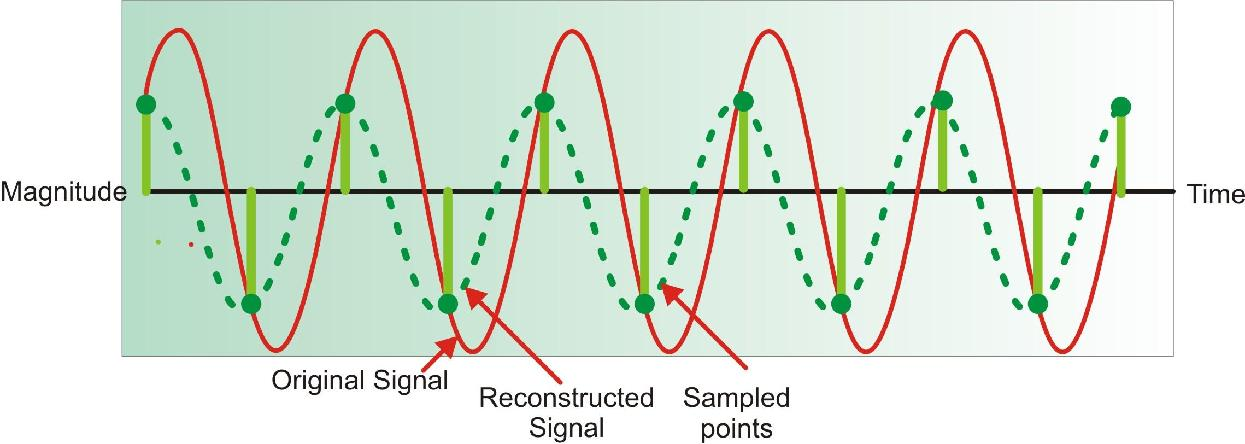 Magnitude
Time
Original Signal
Reconstructed
Signal
Sampled
points